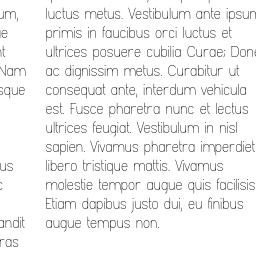 um,
e
t
Nam
sque
us
c
andit
ras
luctus metus. Vestibulum ante ipsum
primis in faucibus orci luctus et
ultrices posuere cubilia Curae; Done
ac dignissim metus. Curabitur ut
consequat ante, interdum vehicula
est. Fusce pharetra nunc et lectus
ultrices feugiat. Vestibulum in nisl
sapien. Vivamus pharetra imperdiet
libero tristique mattis. Vivamus
molestie tempor augue quis facilisis.
Etiam dapibus justo dui, eu finibus
augue tempus non.